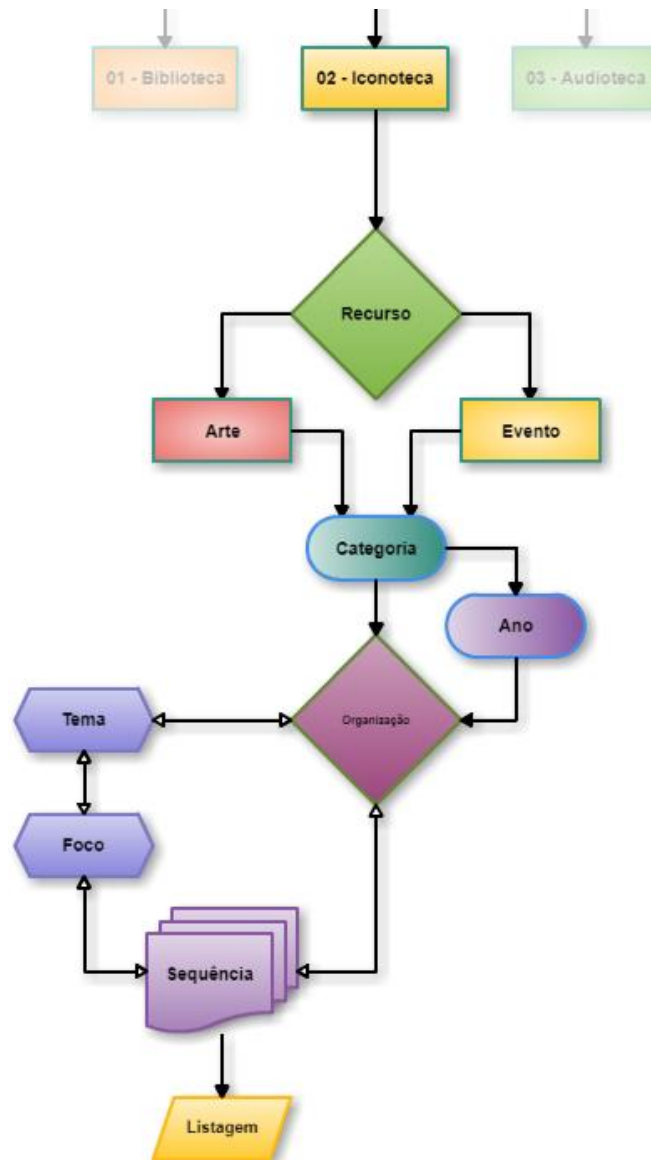 01 - Biblioteca
02 - Iconoteca
03 - Audioteca
Recurso
Arte
Evento
Categoria
Ano
Organização
Tema
Foco
Sequência
Listagem